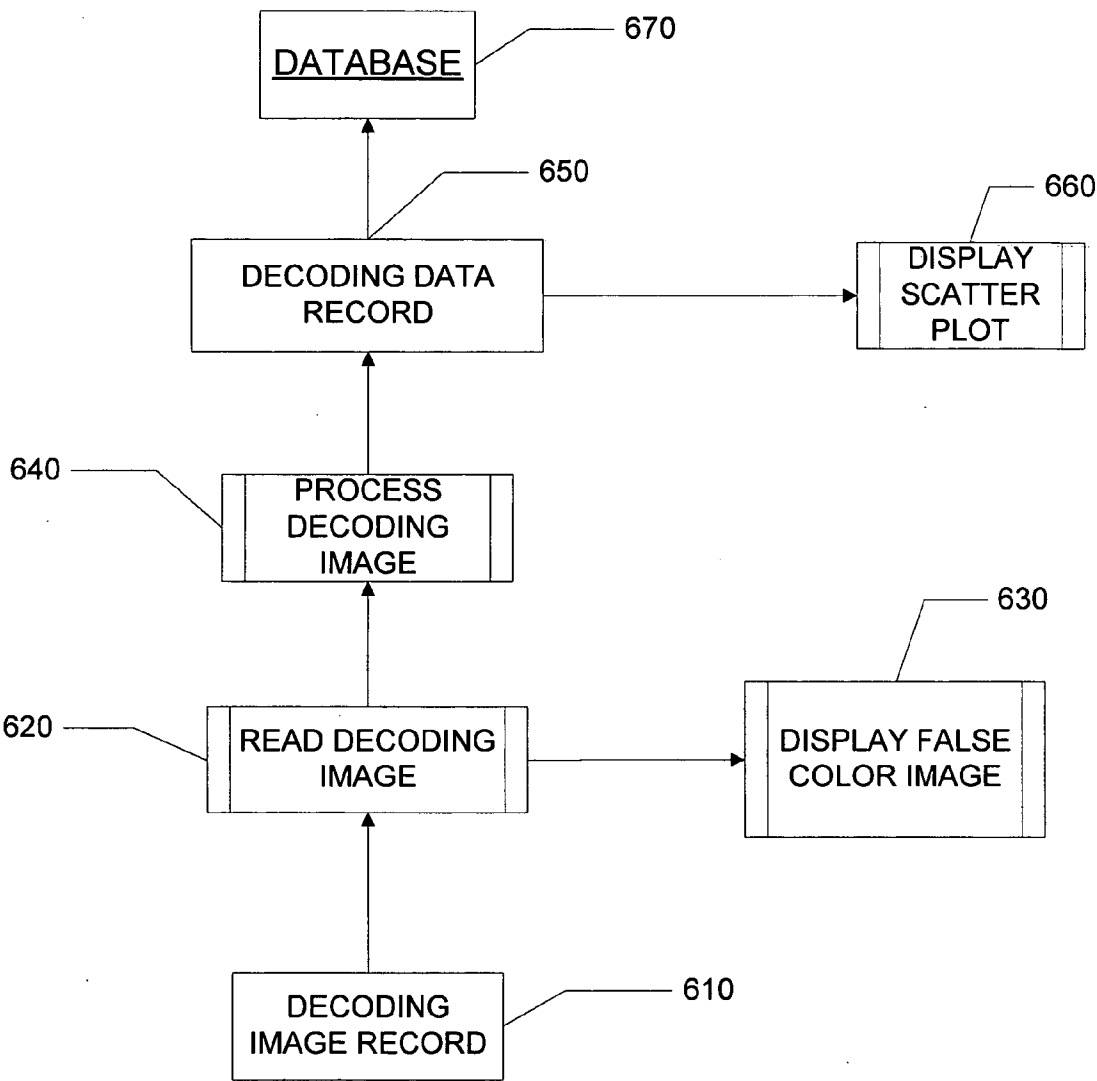 670
DATABASE
650
660
DECODING DATA
RECORD
DISPLAY
SCATTER
PLOT
640
PROCESS
DECODING
IMAGE
630
620
READ DECODING
IMAGE
DISPLAY FALSE
COLOR IMAGE
DECODING
IMAGE RECORD
610